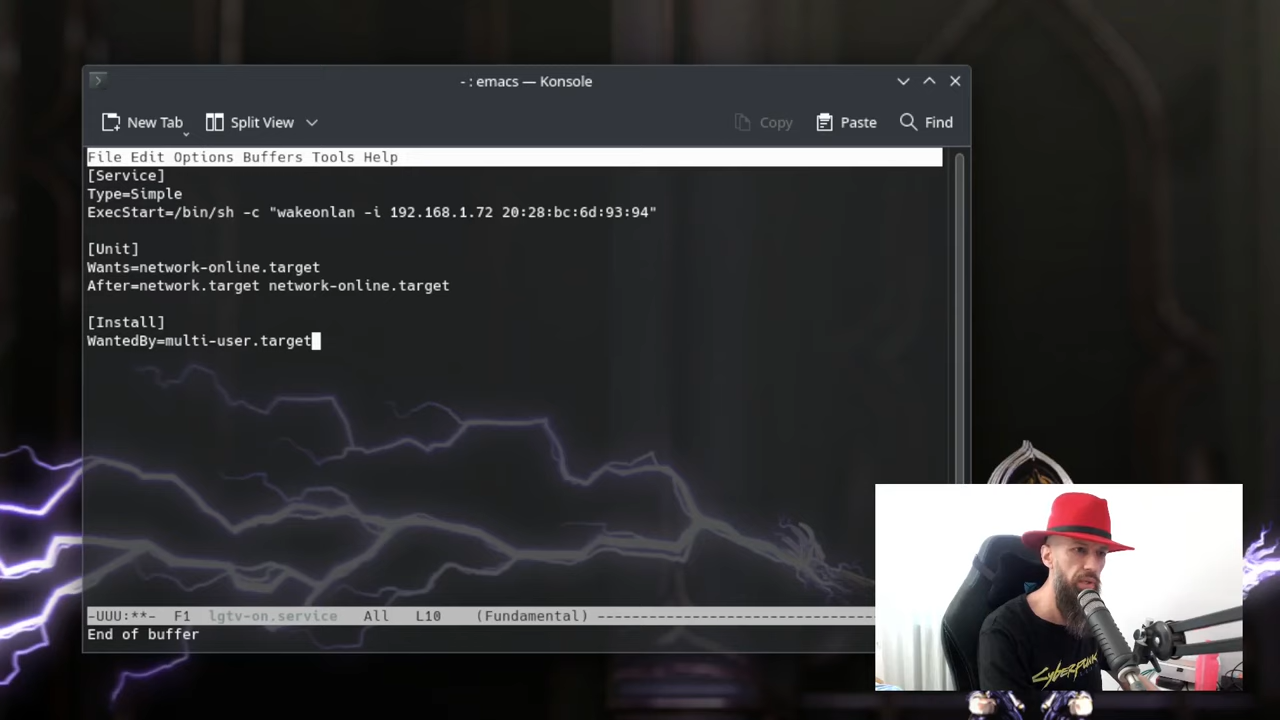 - : emacs — Konsole
New Tab
Split View
Copy
Paste
Find
File Edit Options Buffers Tools Help
[Service]
Type=Simple
ExecStart=/bin/sh -c "wakeonlan -i 192.168.1.72 20:28:bc:6d:93:94"
[Unit]
Wants=network-online.target
After=network.target network-online.target
[Install]
WantedBy=multi-user.target
-UUU:**-  F1  lgtv-on.service   All   L10    (Fundamental) --------------------------------
End of buffer
CYBERPUNK